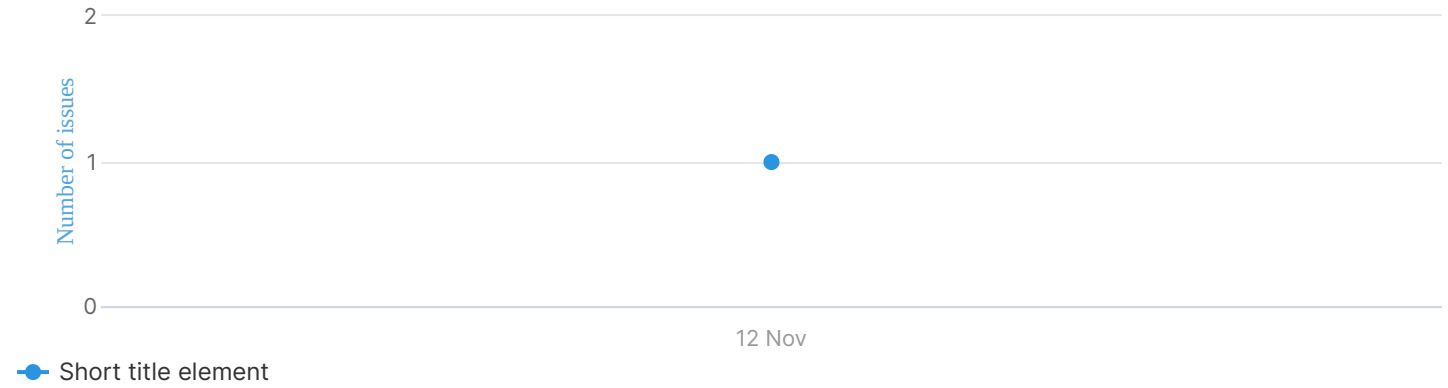 2
Number of issues
1
0
12 Nov
Short title element